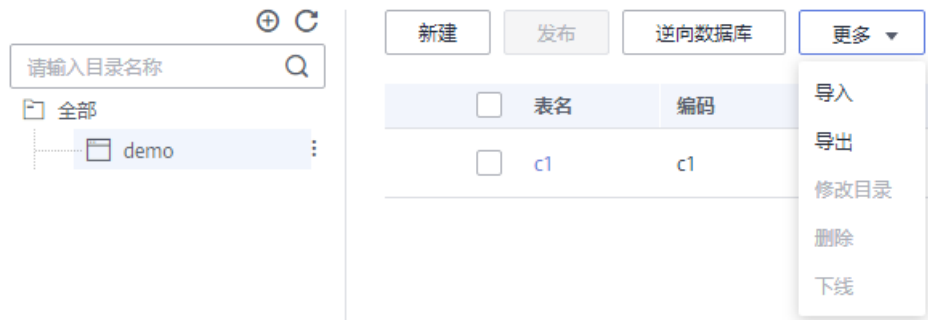 请输入目录名称
全部
demo
新建 发布 逆向数据库 更多
表名 编码
c1 c1
导入
导出
修改目录
删除
下线